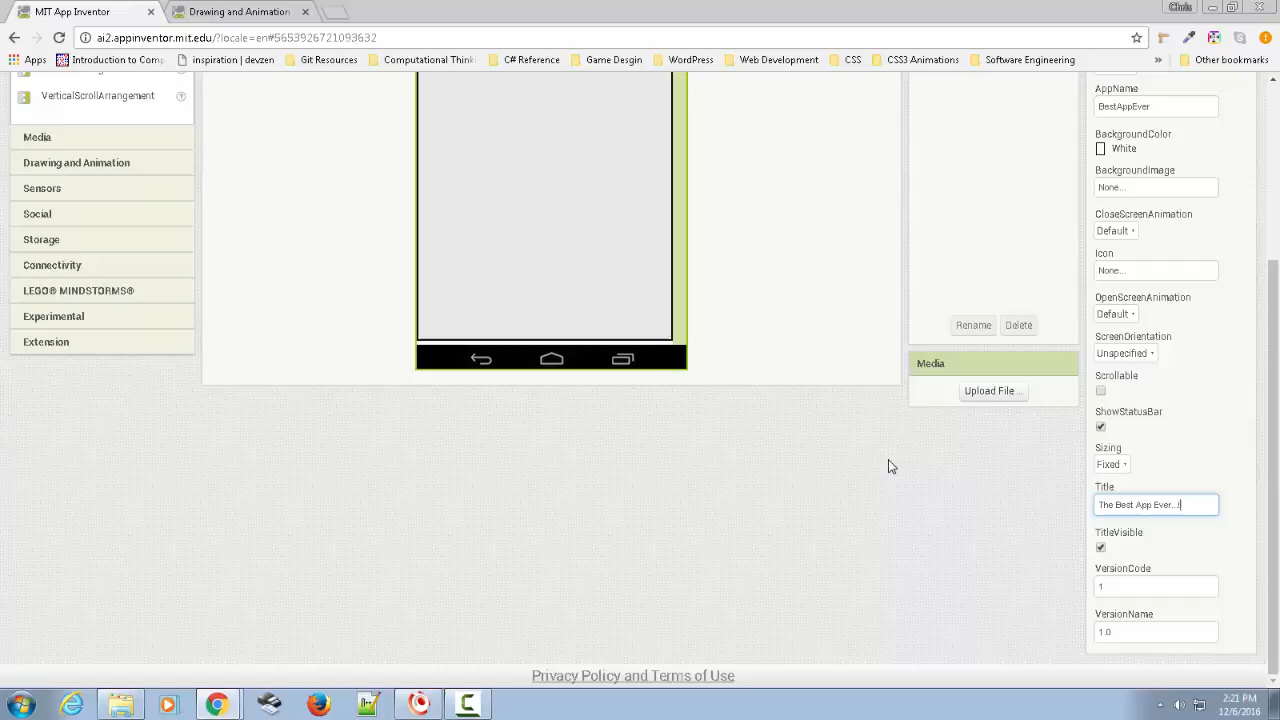 MIT App Inventor
Drawing and Animation
Chris
ai2.appinventor.mit.edu/?locale=en#5653926721093632
Apps
Introduction to Comp
inspiration | devzen
Git Resources
Computational Think
C# Reference
Game Desgin
WordPress
Web Development
CSS
CSS3 Animations
Software Engineering
»
Other bookmarks
VerticalScrollArrangement
Media
Drawing and Animation
Sensors
Social
Storage
Connectivity
LEGO® MINDSTORMS®
Experimental
Extension
Rename
Delete
Media
Upload File ...
AppName
BestAppEver
BackgroundColor
White
BackgroundImage
None...
CloseScreenAnimation
Default
Icon
None...
OpenScreenAnimation
Default
ScreenOrientation
Unspecified
Scrollable
ShowStatusBar
Sizing
Fixed
Title
The Best App Ever...!
TitleVisible
VersionCode
1
VersionName
1.0
Privacy Policy and Terms of Use
2:21 PM
12/6/2016